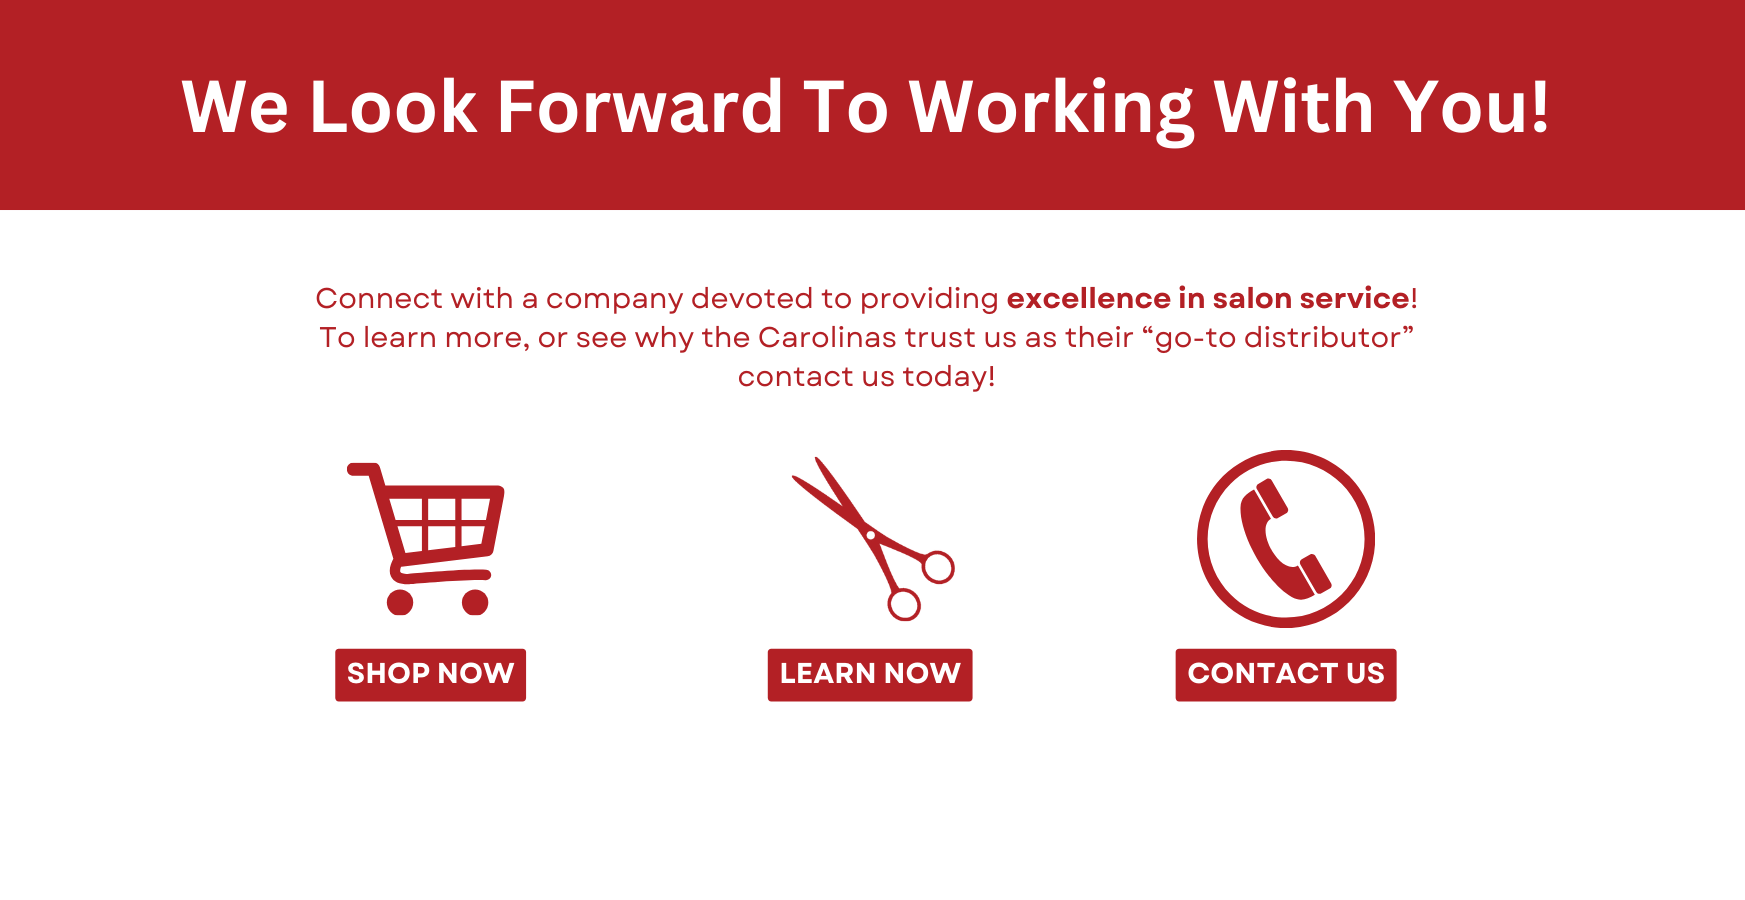 We Look Forward To Working With You!
Connect with a company devoted to providing excellence in salon service!
To learn more, or see why the Carolinas trust us as their “go-to distributor”
contact us today!
SHOP NOW
LEARN NOW
CONTACT US